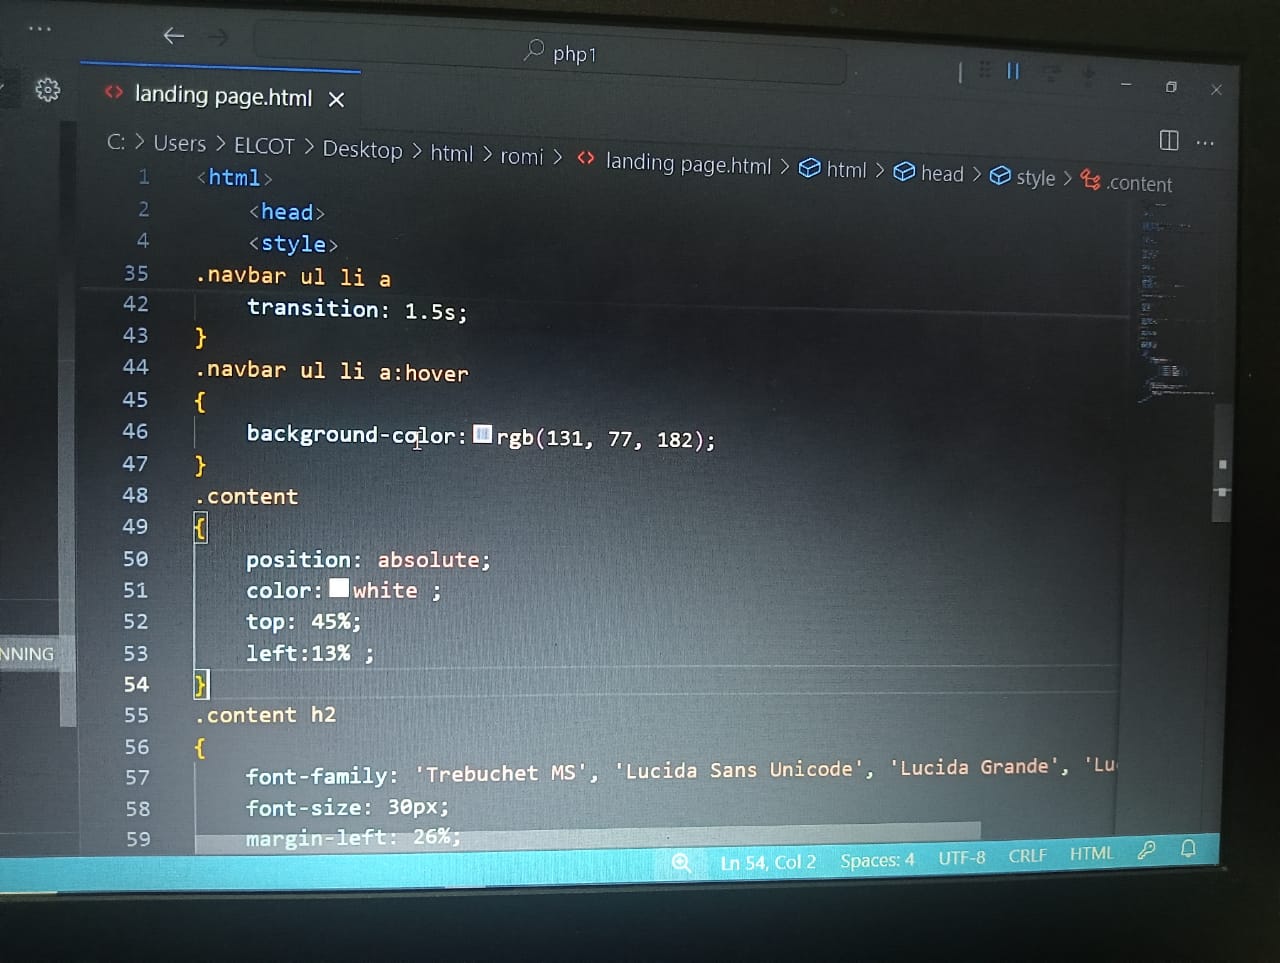 php1
landing page.html
C: > Users > ELCOT > Desktop > html > romi > landing page.html > html > head > style > .content
1 <html>
2 <head>
4 <style>
35 .navbar ul li a
42 transition: 1.5s;
43 }
44 .navbar ul li a:hover
45 {
46 background-color: rgb(131, 77, 182);
47 }
48 .content
49 {
50 position: absolute;
51 color: white ;
52 top: 45%;
53 left:13% ;
54 }
55 .content h2
56 {
57 font-family: 'Trebuchet MS', 'Lucida Sans Unicode', 'Lucida Grande', 'Lu
58 font-size: 30px;
59 margin-left: 26%;
NNING
Ln 54, Col 2 Spaces: 4 UTF-8 CRLF HTML